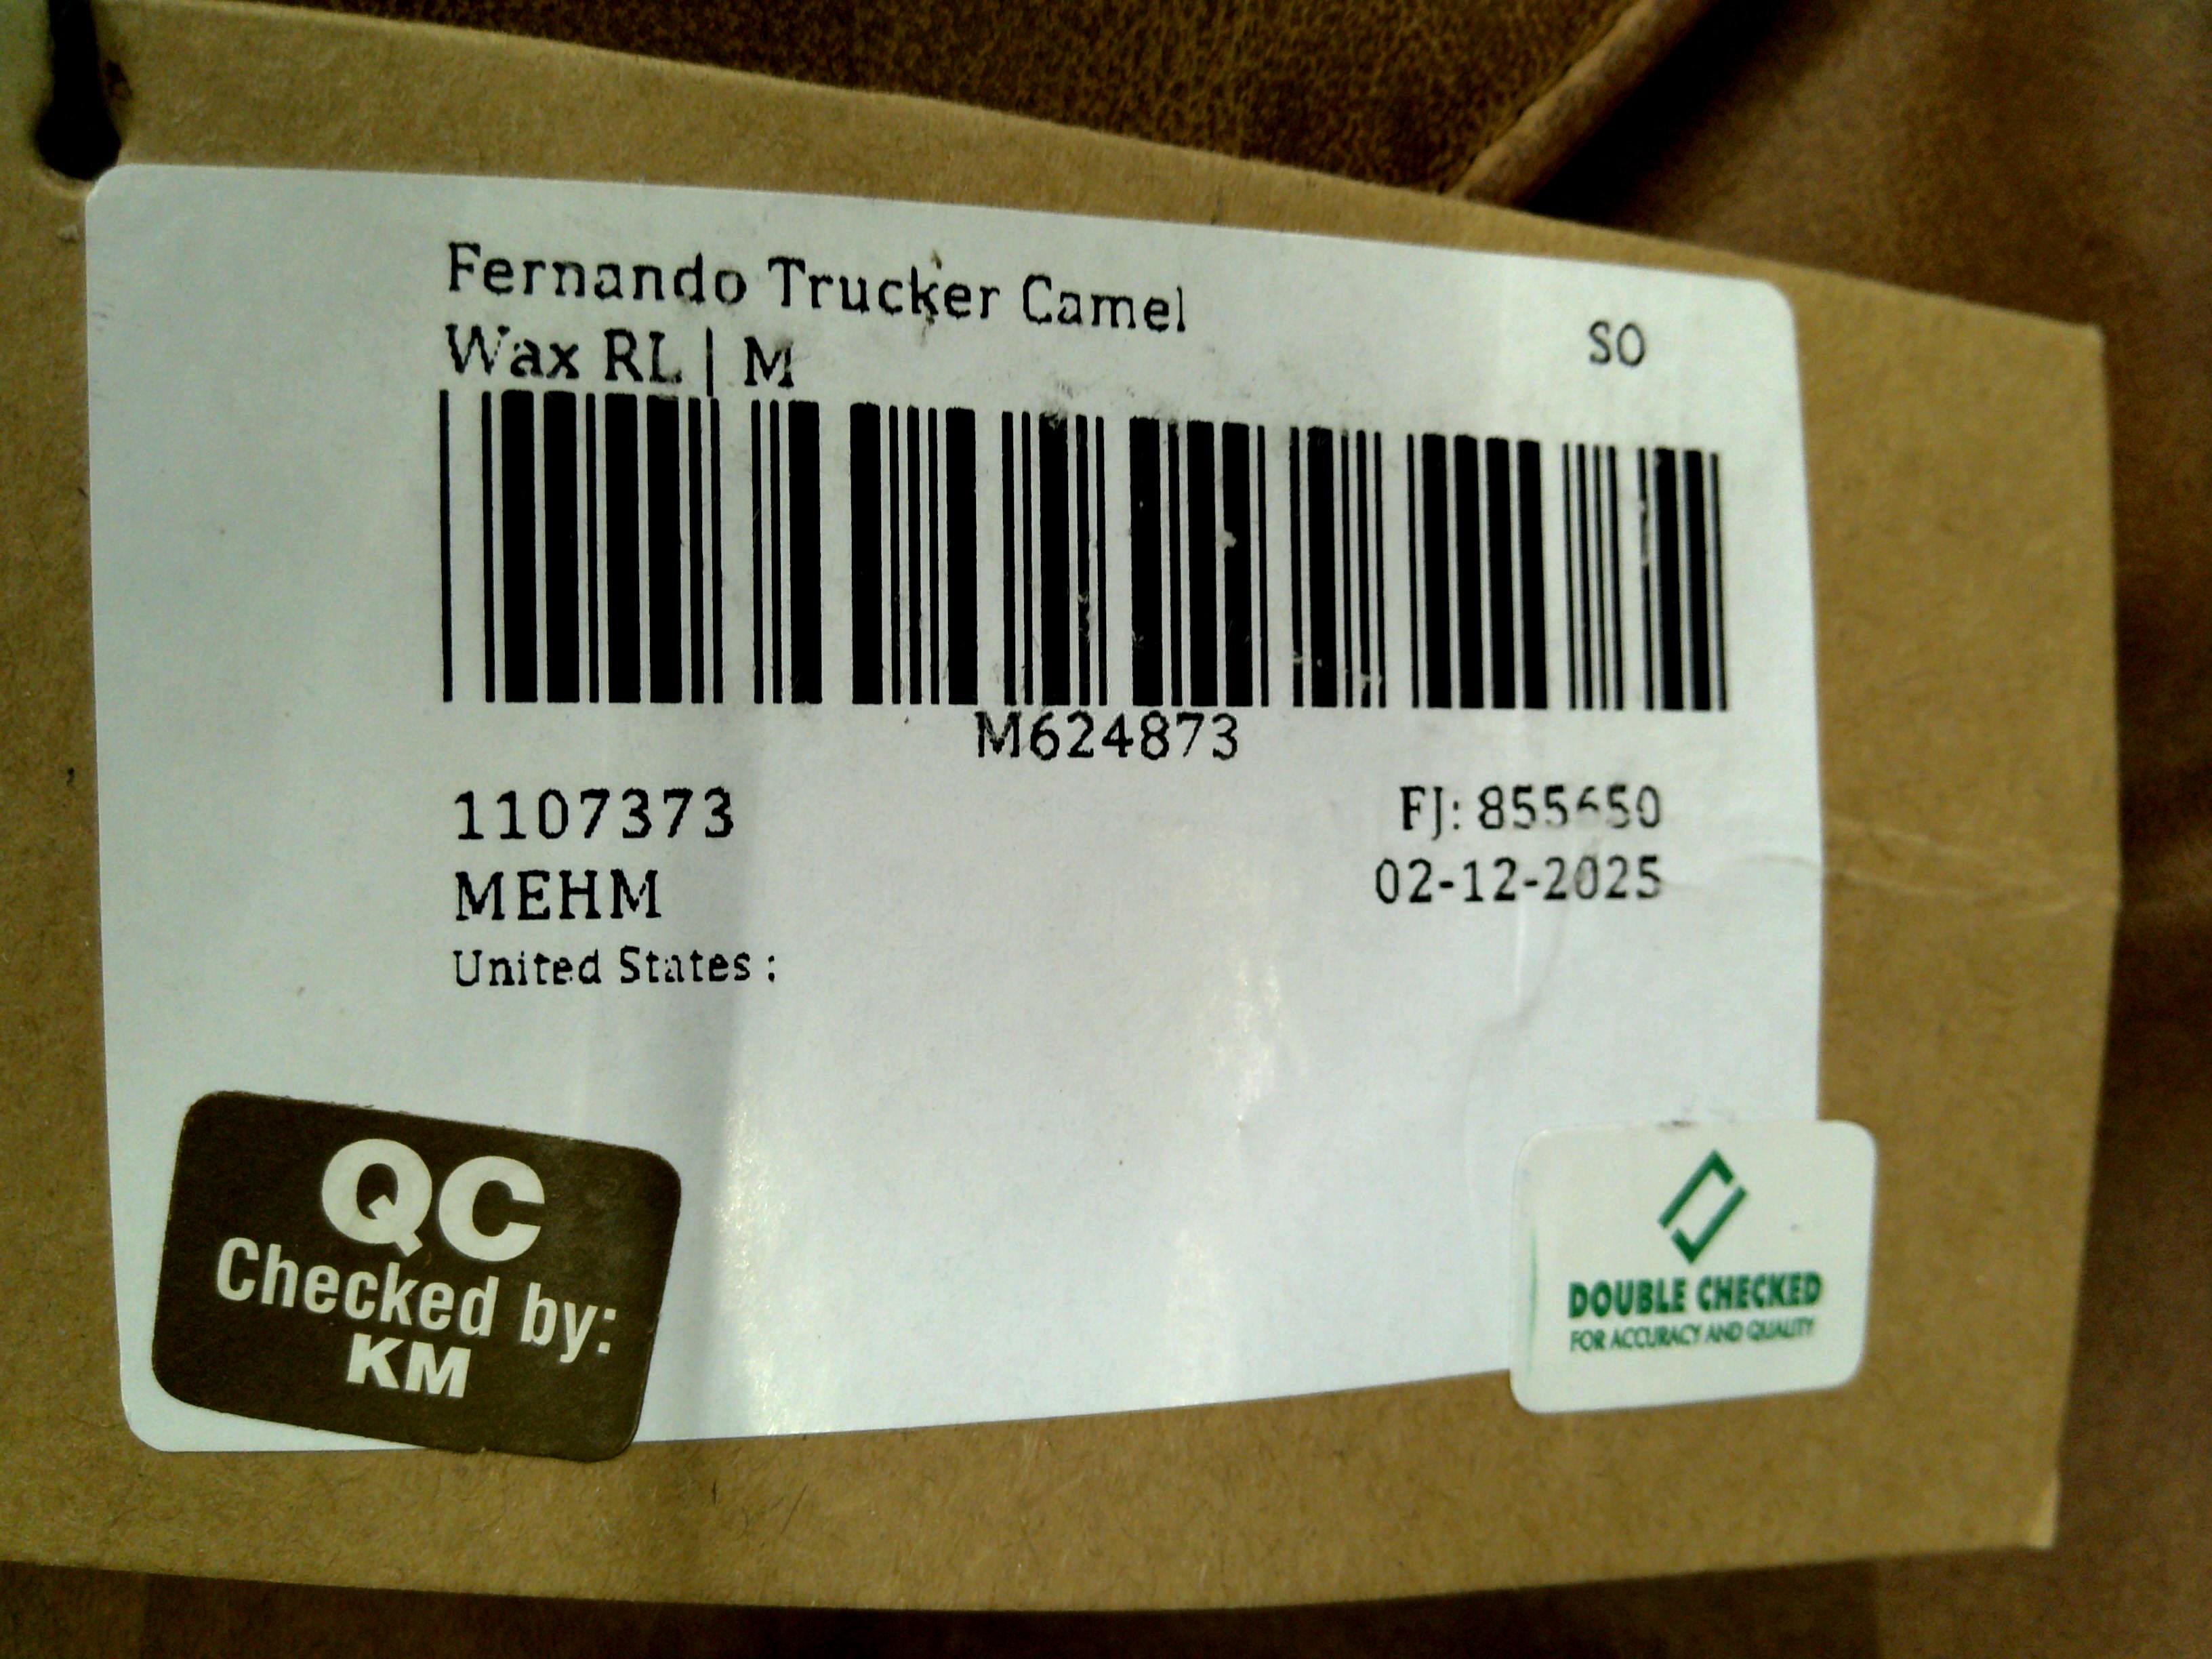 Fernando Trucker Camel
Wax RL | M
SO
M624873
1107373
FJ: 855650
MEHM
02-12-2025
United States :
QC
Checked by:
KM
DOUBLE CHECKED
FOR ACCURACY AND QUALITY